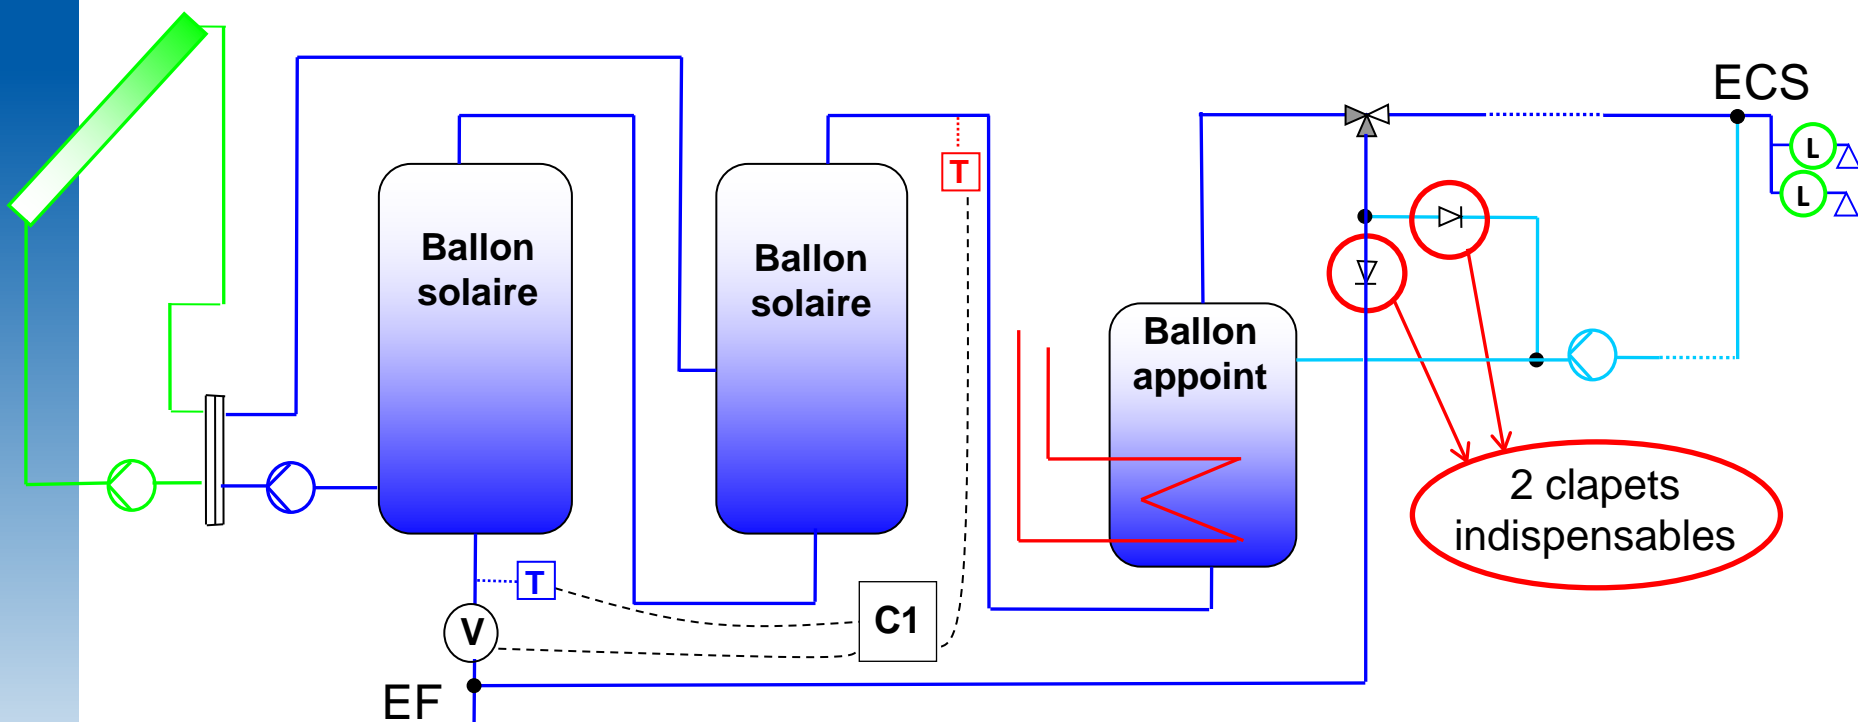 ECS
L
L
T
Ballon
solaire
Ballon
solaire
Ballon
appoint
2 clapets
indispensables
T
C1
V
EF